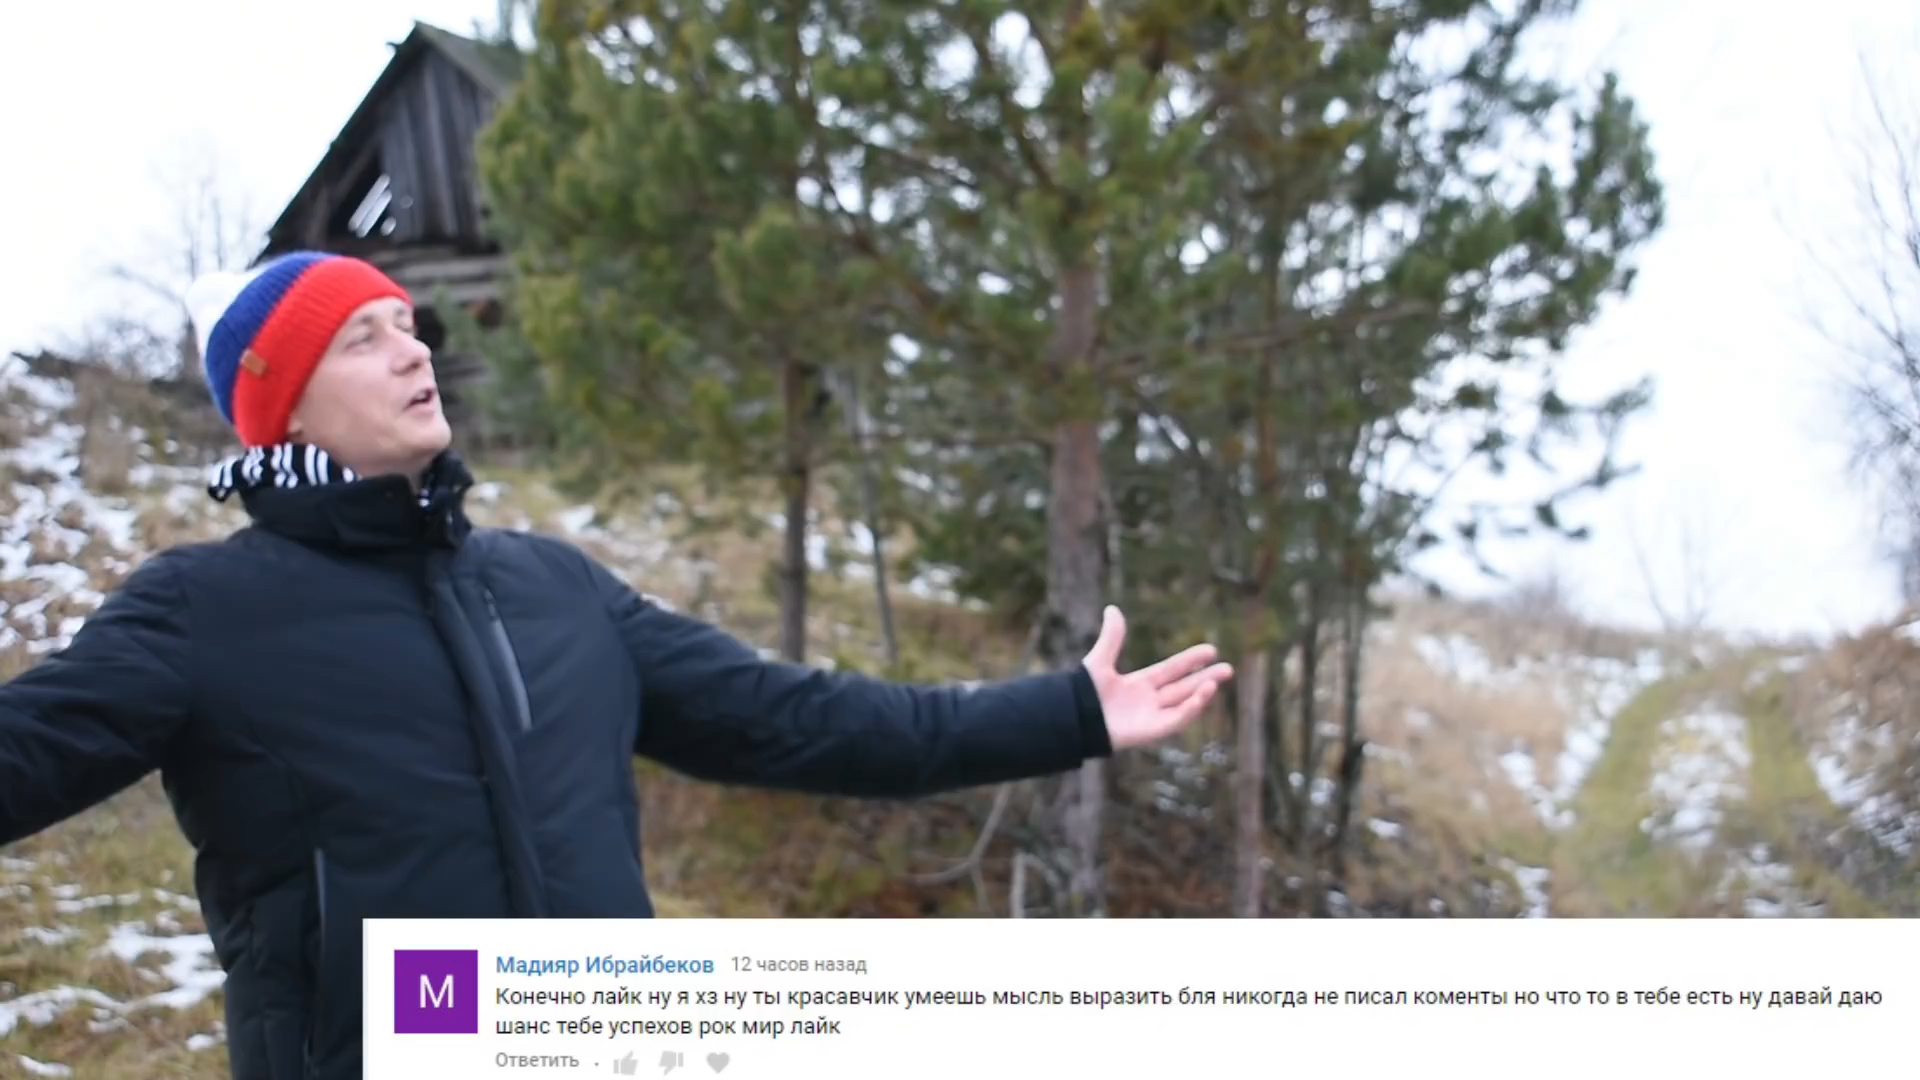 М
Мадияр Ибрайбеков 12 часов назад
Конечно лайк ну я хз ну ты красавчик умеешь мысль выразить бля никогда не писал коменты но что то в тебе есть ну давай даю
шанс тебе успехов рок мир лайк
Ответить